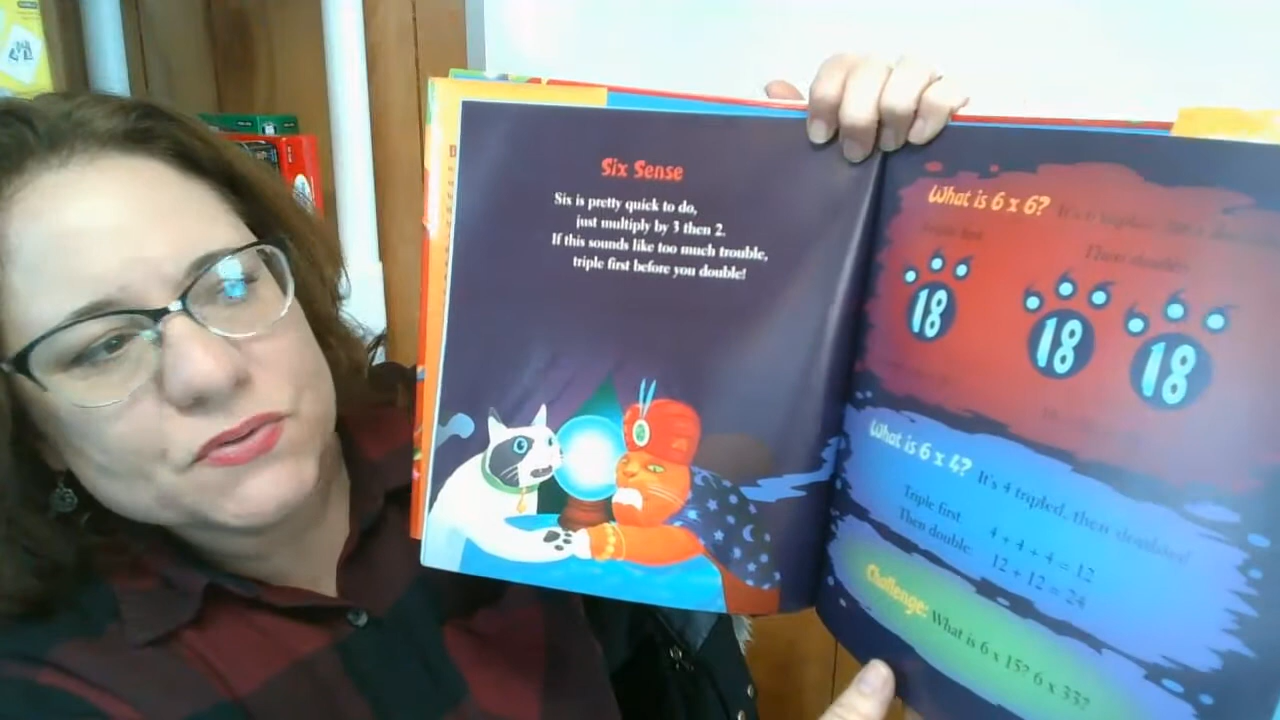 Six Sense
Six is pretty quick to do,
just multiply by 3 then 2.
If this sounds like too much trouble,
triple first before you double!
What is 6 x 6?
Then double:
18
18
18
What is 6 x 4? It's 4 tripled, then doubled!
Triple first: 4 + 4 + 4 = 12
Then double: 12 + 12 = 24
Challenge: What is 6 x 15? 6 x 33?